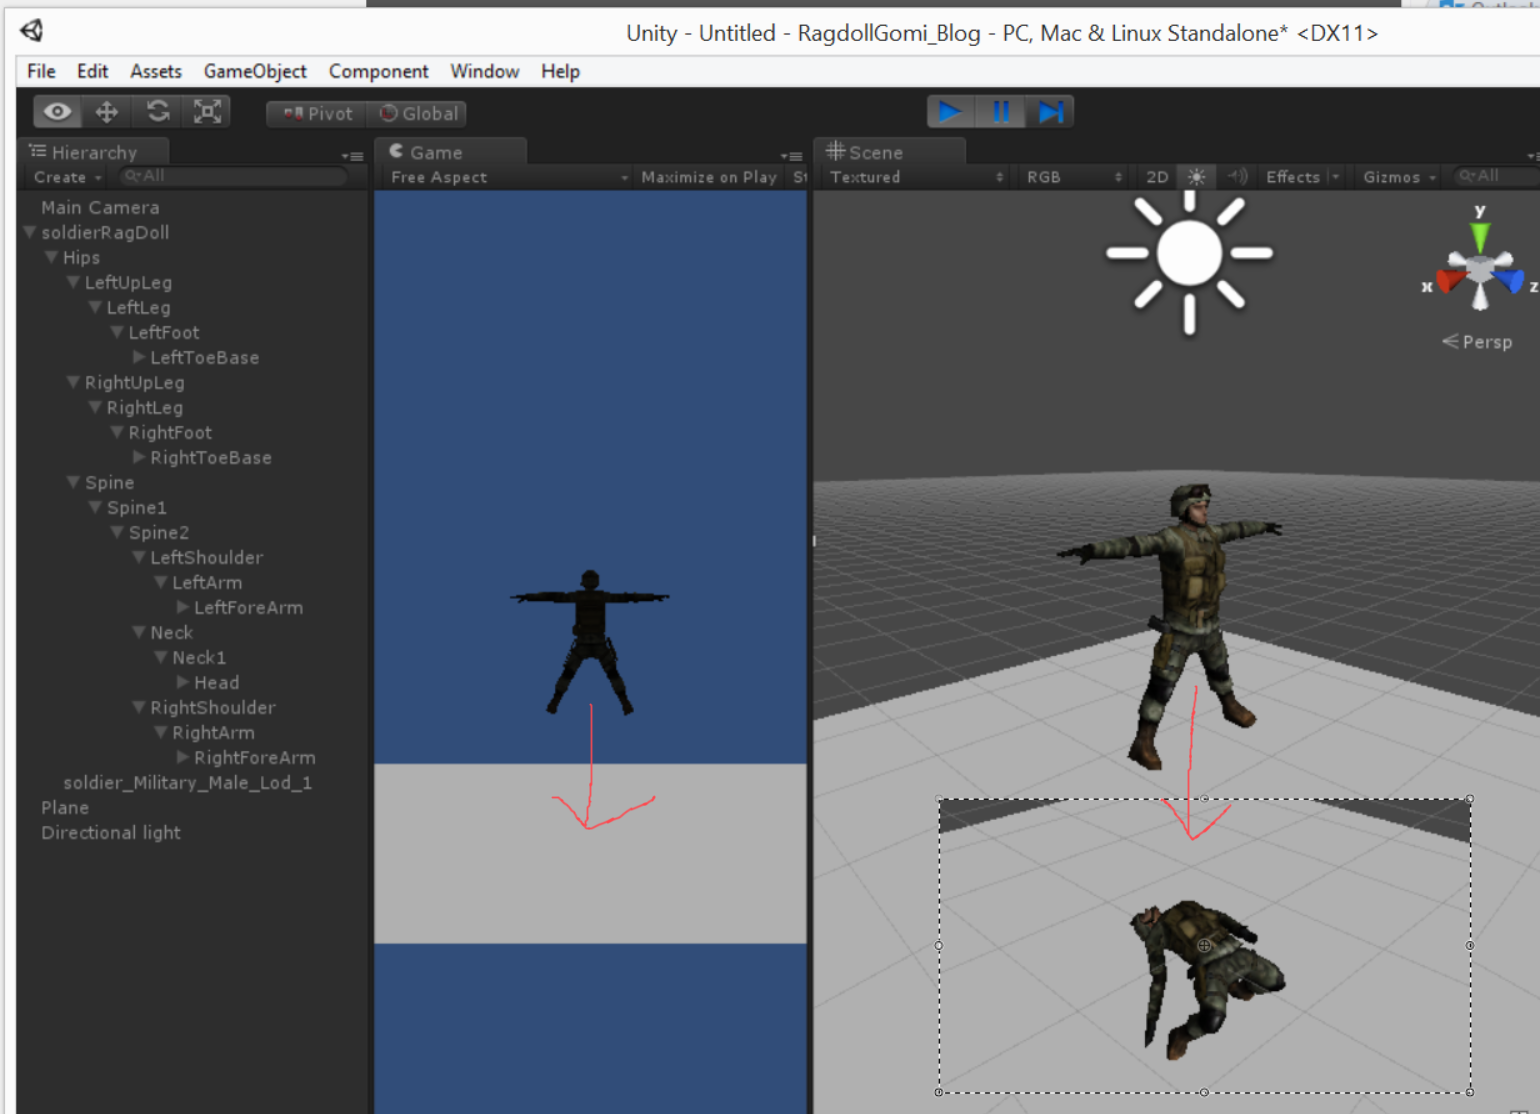 Unity - Untitled - RagdollGomi_Blog - PC, Mac & Linux Standalone* <DX11>
File Edit Assets GameObject Component Window Help
Pivot Global
Hierarchy
Create All
Main Camera
soldierRagDoll
Hips
LeftUpLeg
LeftLeg
LeftFoot
LeftToeBase
RightUpLeg
RightLeg
RightFoot
RightToeBase
Spine
Spine1
Spine2
LeftShoulder
LeftArm
LeftForeArm
Neck
Neck1
Head
RightShoulder
RightArm
RightForeArm
soldier_Military_Male_Lod_1
Plane
Directional light
Game
Free Aspect Maximize on Play St
Scene
Textured RGB 2D Effects Gizmos All
y
x
z
Persp